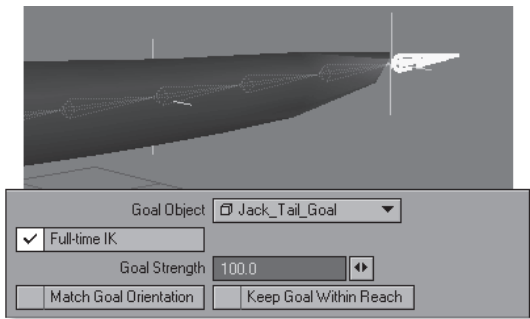 Goal Object Jack_Tail_Goal
Full-time IK
Goal Strength 100.0
Match Goal Orientation Keep Goal Within Reach